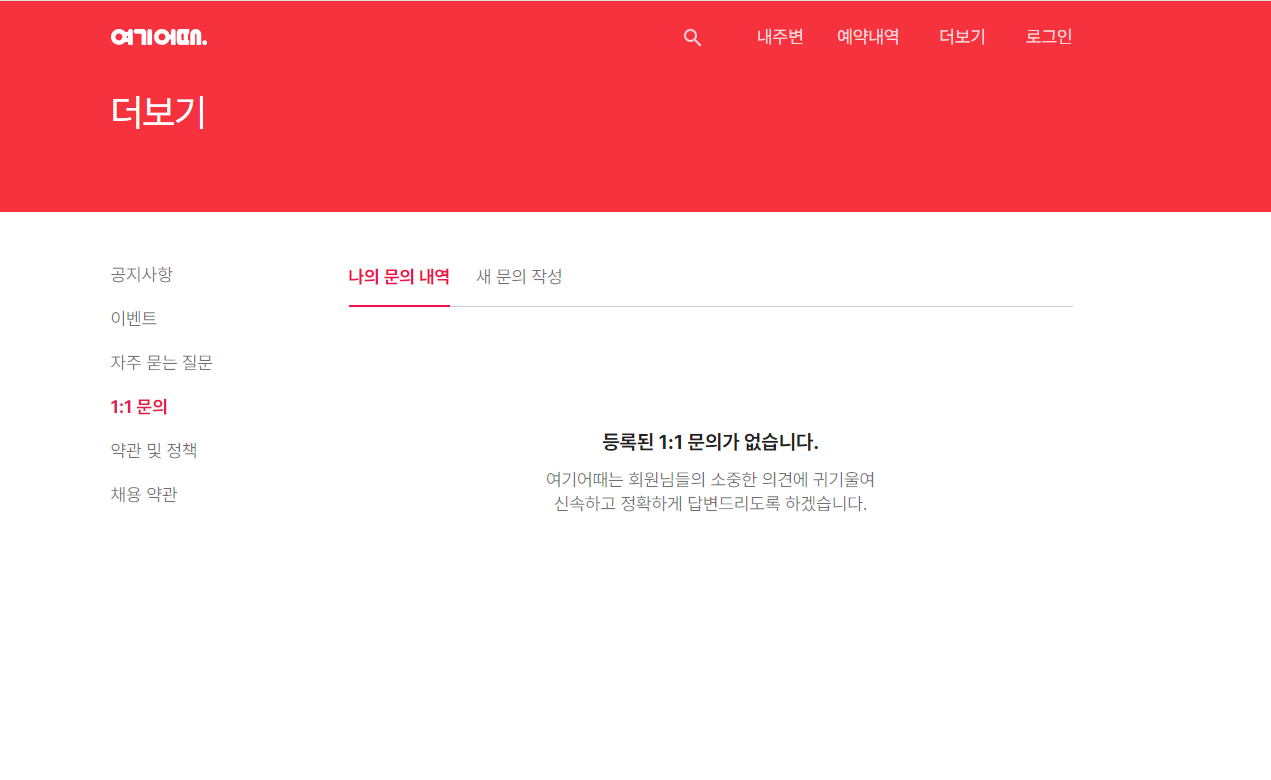 여기어때.
내주변 예약내역 더보기 로그인
더보기
공지사항
이벤트
자주 묻는 질문
1:1 문의
약관 및 정책
채용 약관
나의 문의 내역 새 문의 작성
등록된 1:1 문의가 없습니다.
여기어때는 회원님들의 소중한 의견에 귀기울여
신속하고 정확하게 답변드리도록 하겠습니다.